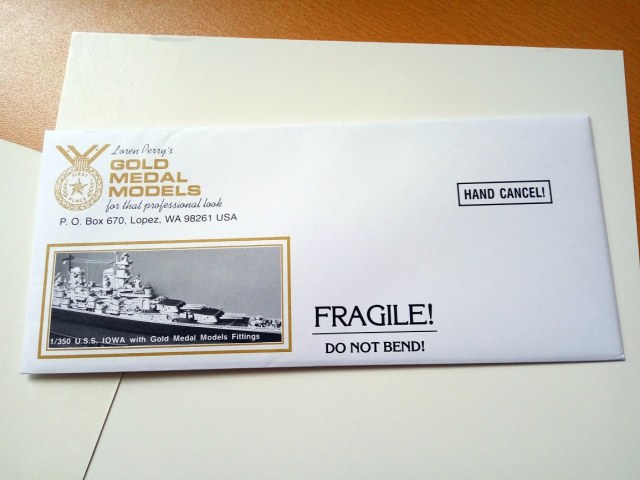 Loren Perry's
GOLD
MEDAL
MODELS
for that professional look
P. O. Box 670, Lopez, WA 98261 USA
HAND CANCEL!
1/350 U.S.S. IOWA with Gold Medal Models Fittings
FRAGILE!
DO NOT BEND!